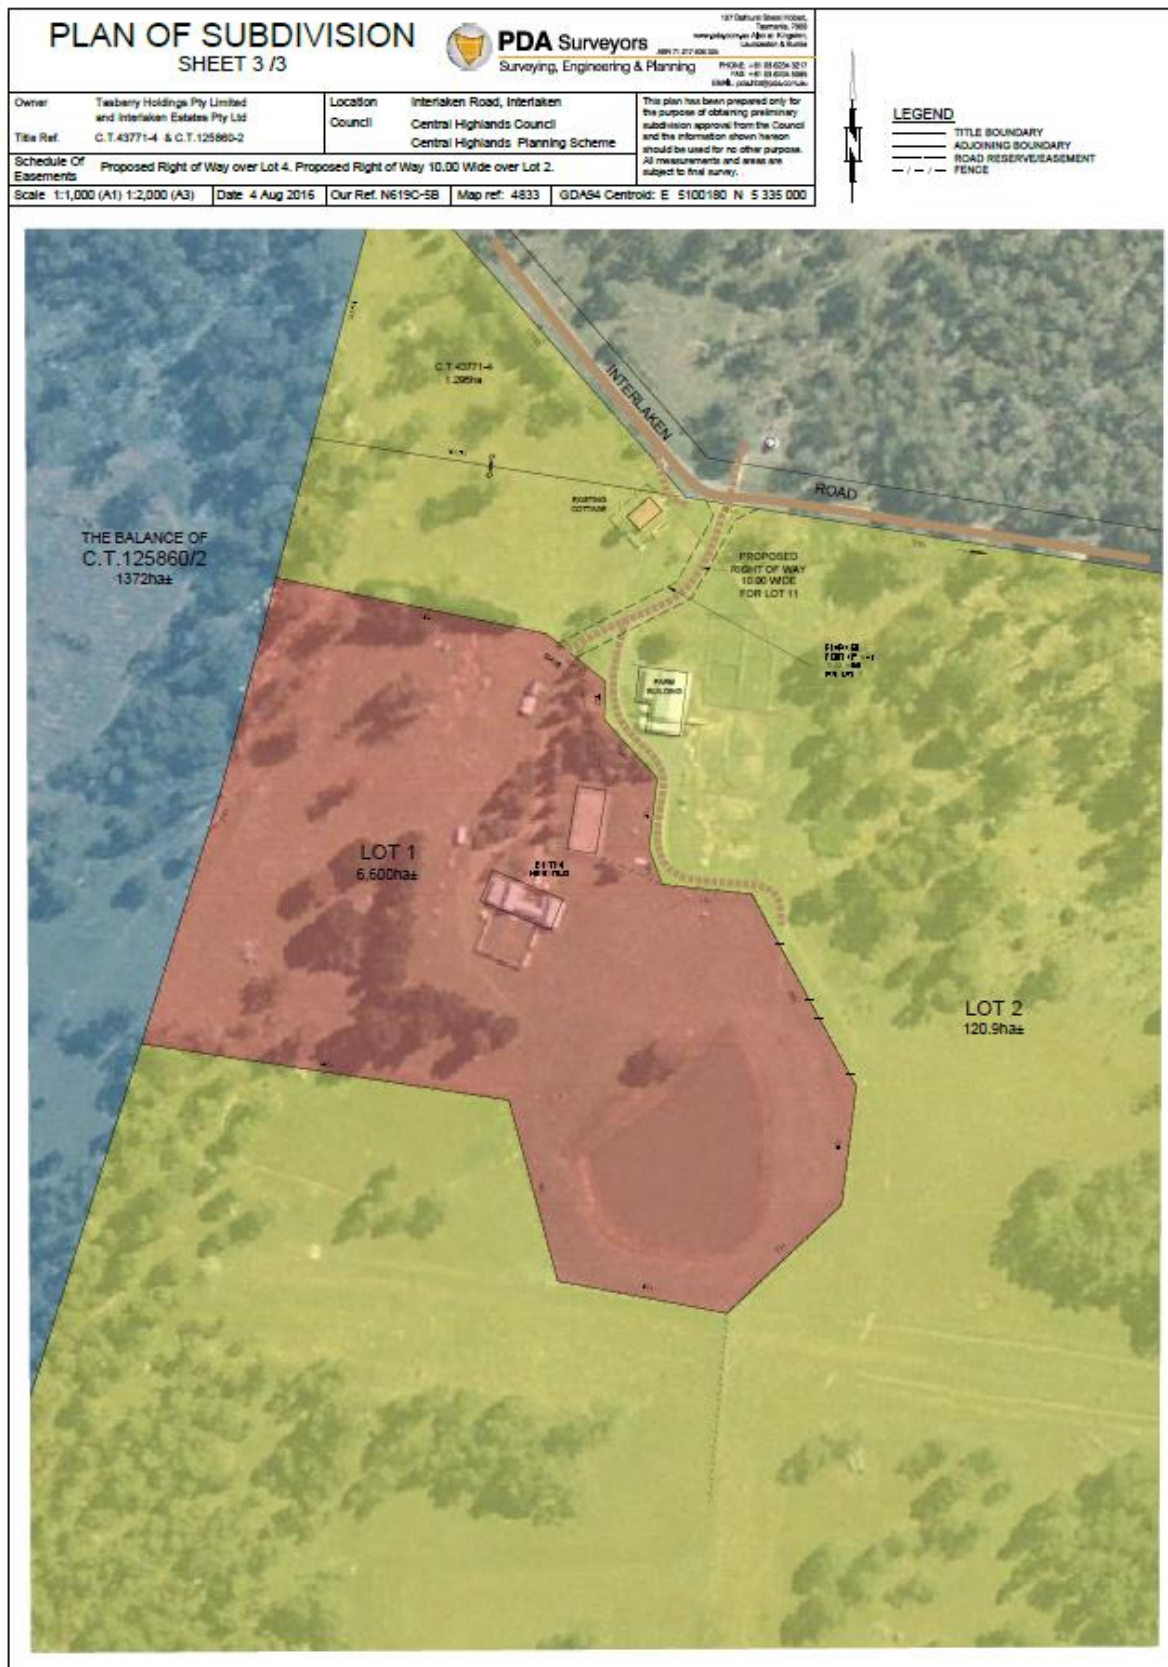 PLAN OF SUBDIVISION
SHEET 3 /3
PDA Surveyors
Surveying, Engineering & Planning
Owner Tasberry Holdings Pty Limited
and Interlaken Estates Pty Ltd
Title Ref. C.T.43771-4 & C.T.125860-2
Location Interlaken Road, Interlaken
Council Central Highlands Council
Central Highlands Planning Scheme
This plan has been prepared only for
the purpose of obtaining preliminary
subdivision approval from the Council
and the information shown hereon
should be used for no other purpose.
All measurements and areas are
subject to final survey.
Schedule Of
Easements
Proposed Right of Way over Lot 4. Proposed Right of Way 10.00 Wide over Lot 2.
Scale 1:1,000 (A1) 1:2,000 (A3) Date 4 Aug 2016 Our Ref. N619C-5B Map ref: 4833 GDA94 Centroid: E 5100180 N 5 335 000
LEGEND
TITLE BOUNDARY
ADJOINING BOUNDARY
ROAD RESERVE/EASEMENT
FENCE
C.T.43771-4
1.296ha
INTERLAKEN
ROAD
EXISTING
COTTAGE
THE BALANCE OF
C.T.125860/2
1372ha±
PROPOSED
RIGHT OF WAY
10.00 WIDE
FOR LOT 11
FARM
BUILDING
LOT 1
6,600ha±
LOT 2
120.9ha±